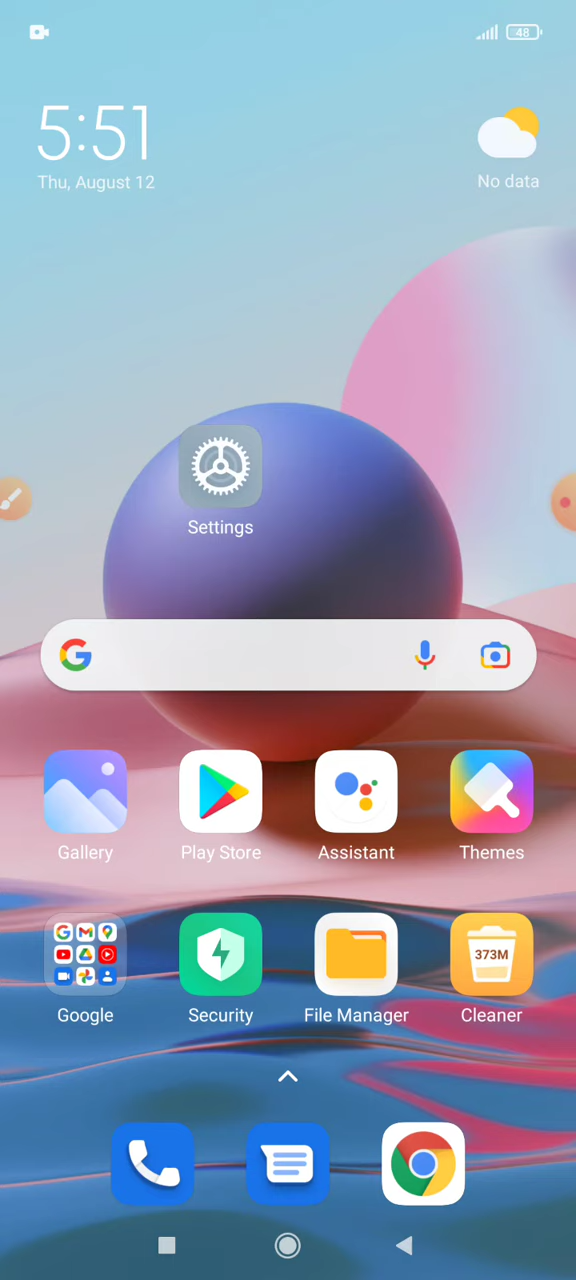 48
5:51
Thu, August 12
No data
Settings
Gallery
Play Store
Assistant
Themes
373M
Google
Security
File Manager
Cleaner